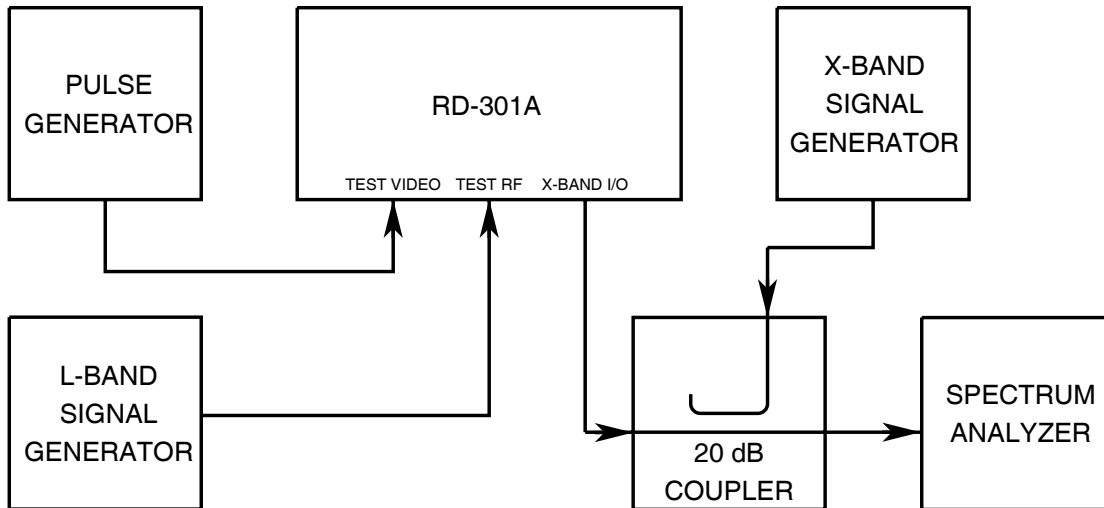 PULSE
GENERATOR
RD-301A
TEST VIDEO TEST RF X-BAND I/O
X-BAND
SIGNAL
GENERATOR
L-BAND
SIGNAL
GENERATOR
20 dB
COUPLER
SPECTRUM
ANALYZER